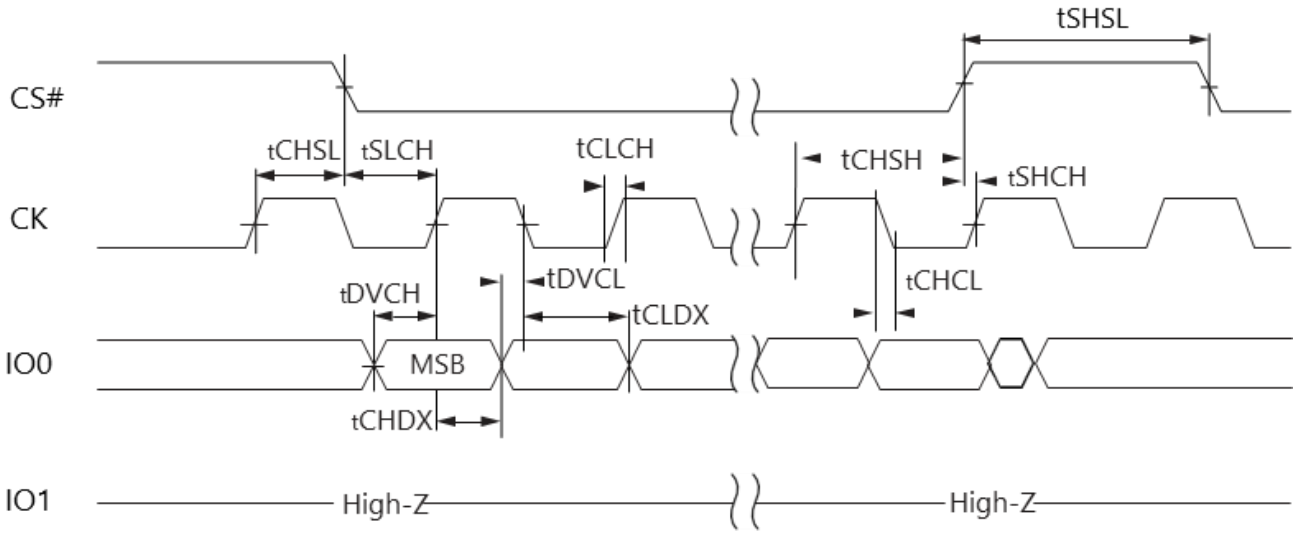 tSHSL
CS#
tCHSL tSLCH tCLCH tCHSH
tSHCH
CK
tDVCH tDVCL tCHCL
tCLDX
IO0 MSB
tCHDX
IO1 High-Z High-Z